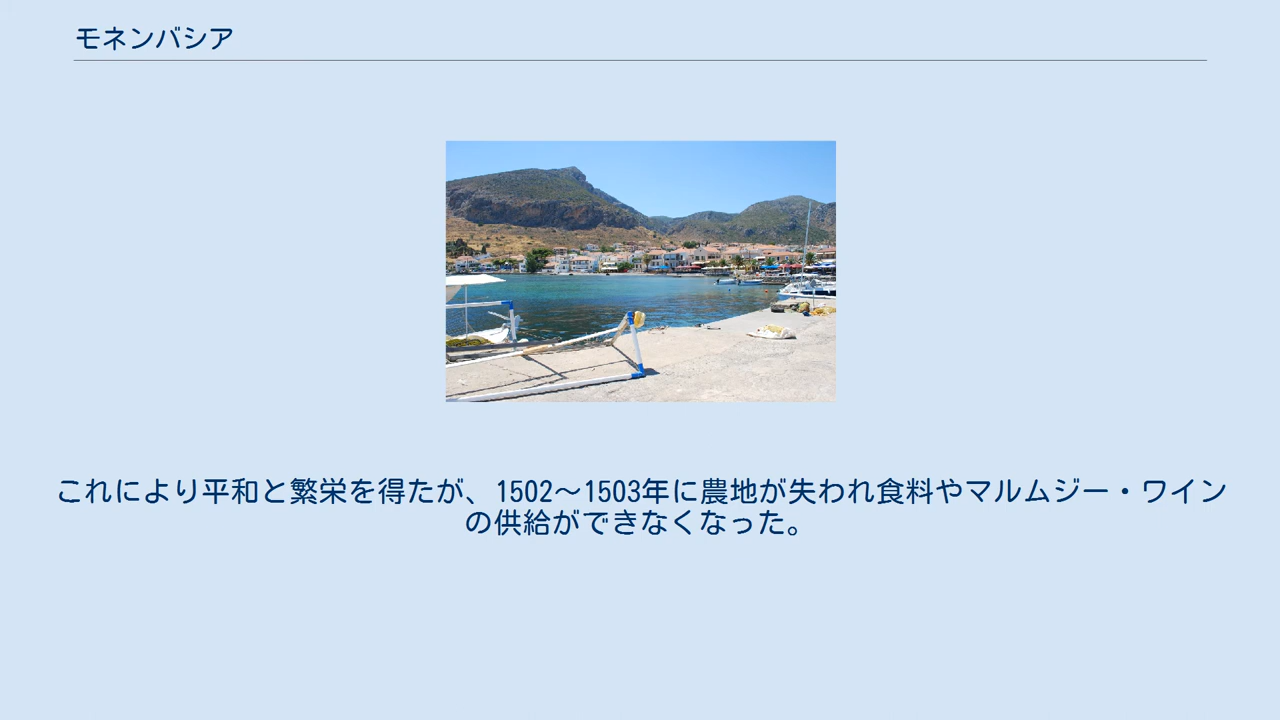 モネンバシア
これにより平和と繁栄を得たが、1502～1503年に農地が失われ食料やマルムジー・ワイン
の供給ができなくなった。